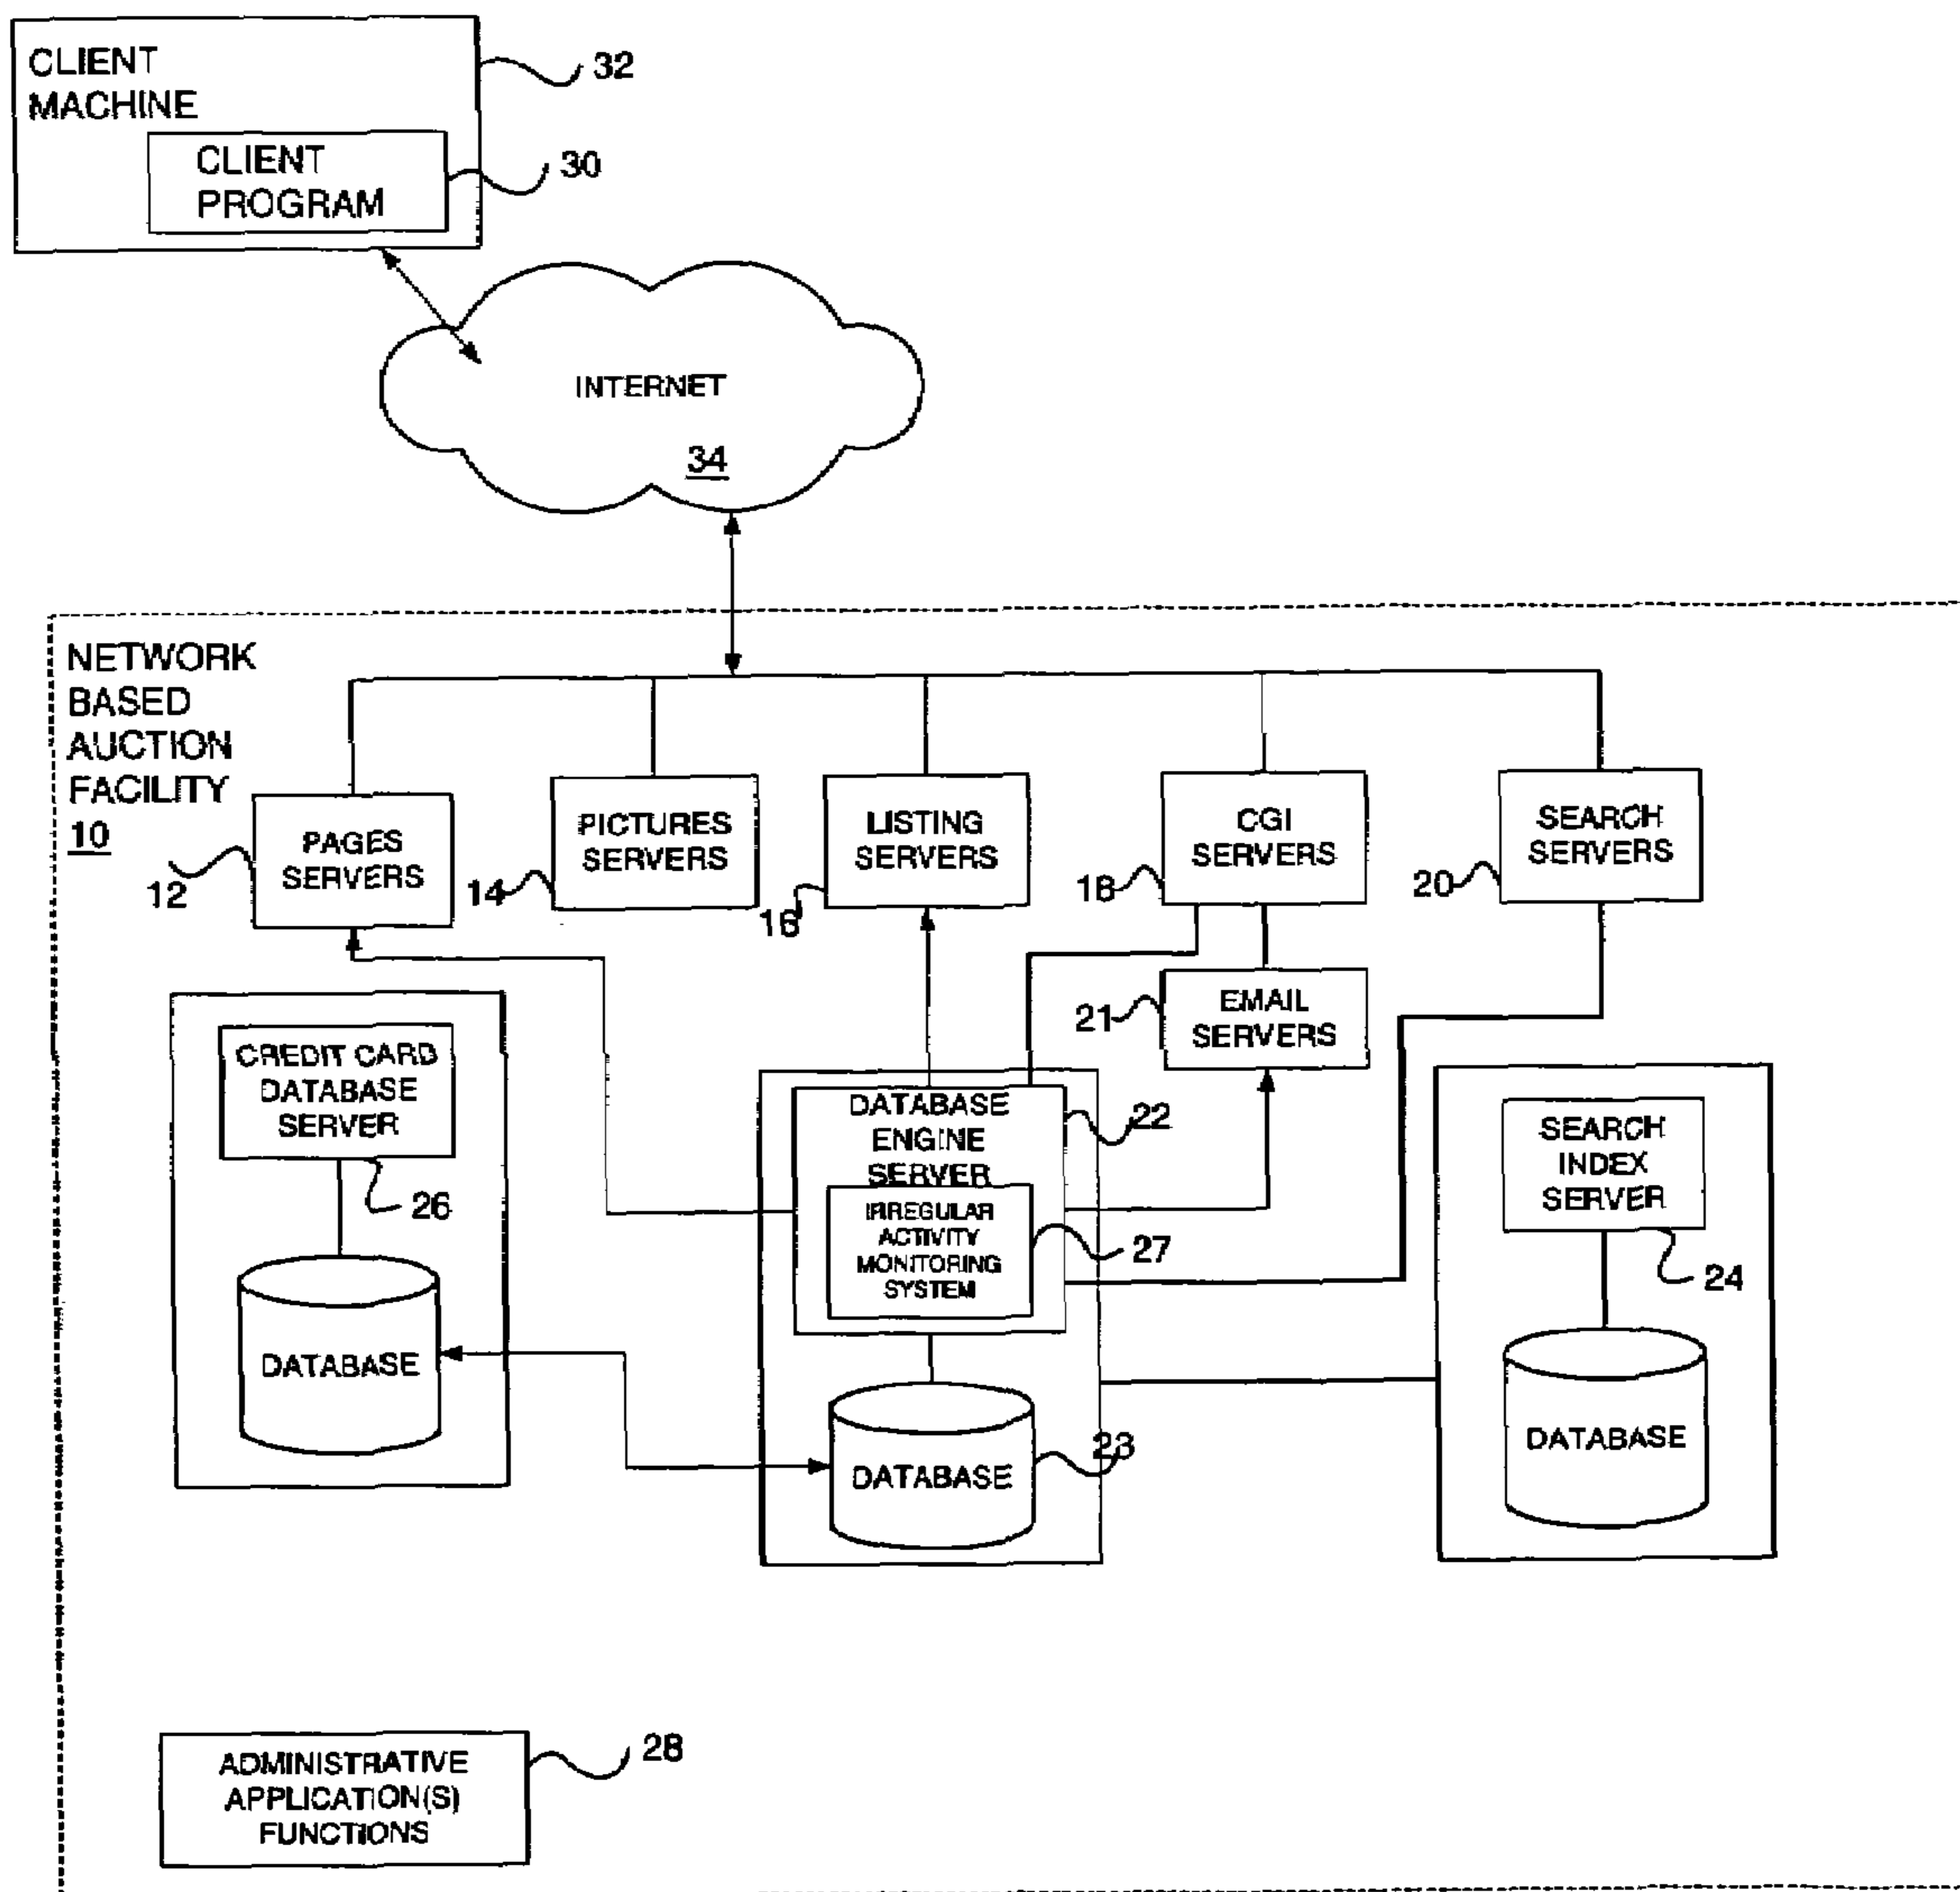 CLIENT
MACHINE
32
CLIENT
PROGRAM
30
INTERNET
34
NETWORK
BASED
AUCTION
FACILITY
10
PAGES
SERVERS
12
PICTURES
SERVERS
14
LISTING
SERVERS
16
CGI
SERVERS
18
SEARCH
SERVERS
20
EMAIL
SERVERS
21
CREDIT CARD
DATABASE
SERVER
26
DATABASE
DATABASE
ENGINE
SERVER
22
IRREGULAR
ACTIVITY
MONITORING
SYSTEM
27
DATABASE
23
SEARCH
INDEX
SERVER
24
DATABASE
ADMINISTRATIVE
APPLICATION(S)
FUNCTIONS
28